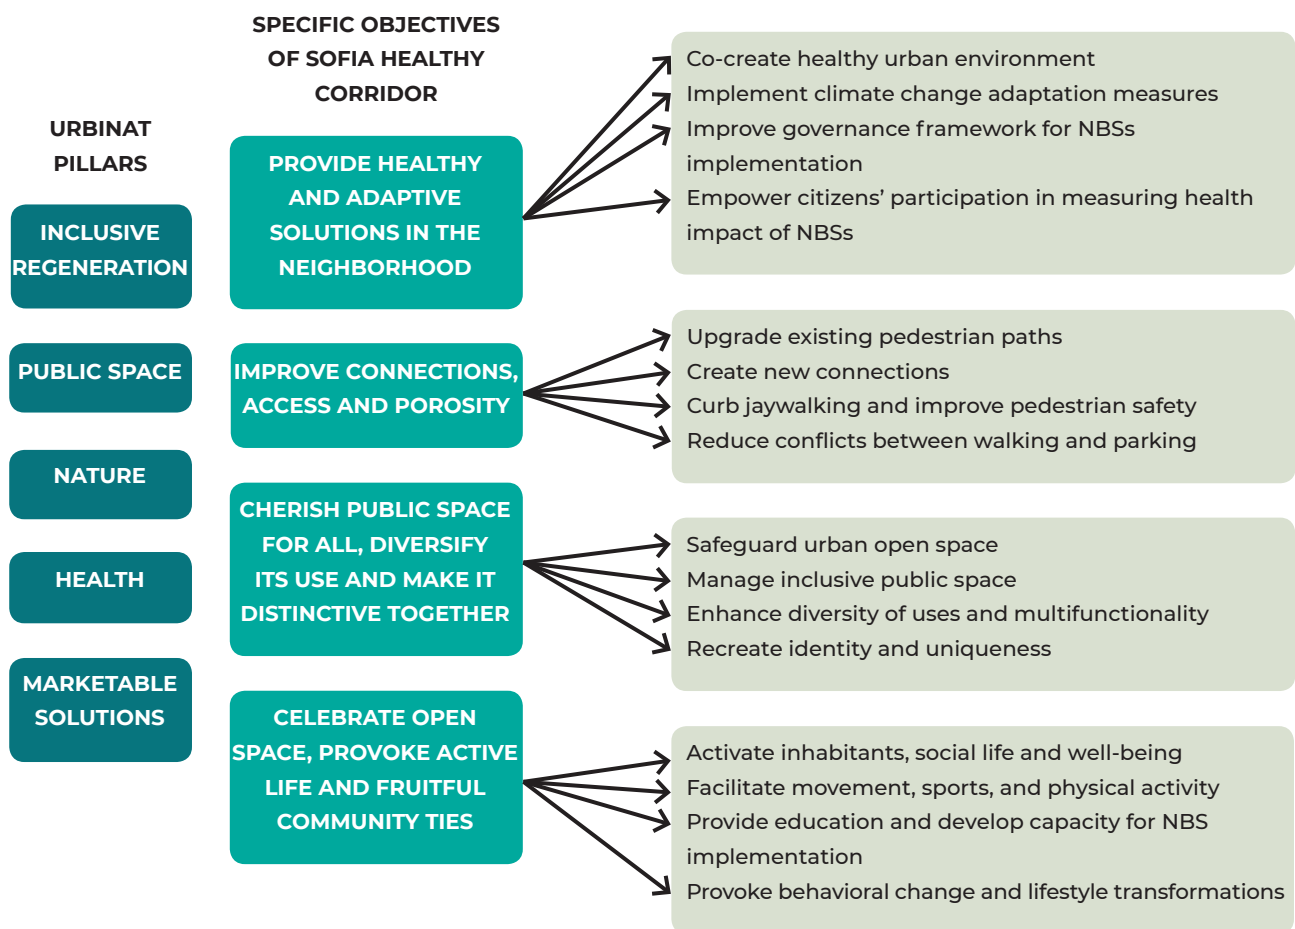 URBINAT
PILLARS
INCLUSIVE
REGENERATION
PUBLIC SPACE
NATURE
HEALTH
MARKETABLE
SOLUTIONS
SPECIFIC OBJECTIVES
OF SOFIA HEALTHY
CORRIDOR
PROVIDE HEALTHY
AND ADAPTIVE
SOLUTIONS IN THE
NEIGHBORHOOD
Co-create healthy urban environment
Implement climate change adaptation measures
Improve governance framework for NBSs
implementation
Empower citizens’ participation in measuring health
impact of NBSs
IMPROVE CONNECTIONS,
ACCESS AND POROSITY
Upgrade existing pedestrian paths
Create new connections
Curb jaywalking and improve pedestrian safety
Reduce conflicts between walking and parking
CHERISH PUBLIC SPACE
FOR ALL, DIVERSIFY
ITS USE AND MAKE IT
DISTINCTIVE TOGETHER
Safeguard urban open space
Manage inclusive public space
Enhance diversity of uses and multifunctionality
Recreate identity and uniqueness
CELEBRATE OPEN
SPACE, PROVOKE ACTIVE
LIFE AND FRUITFUL
COMMUNITY TIES
Activate inhabitants, social life and well-being
Facilitate movement, sports, and physical activity
Provide education and develop capacity for NBS
implementation
Provoke behavioral change and lifestyle transformations